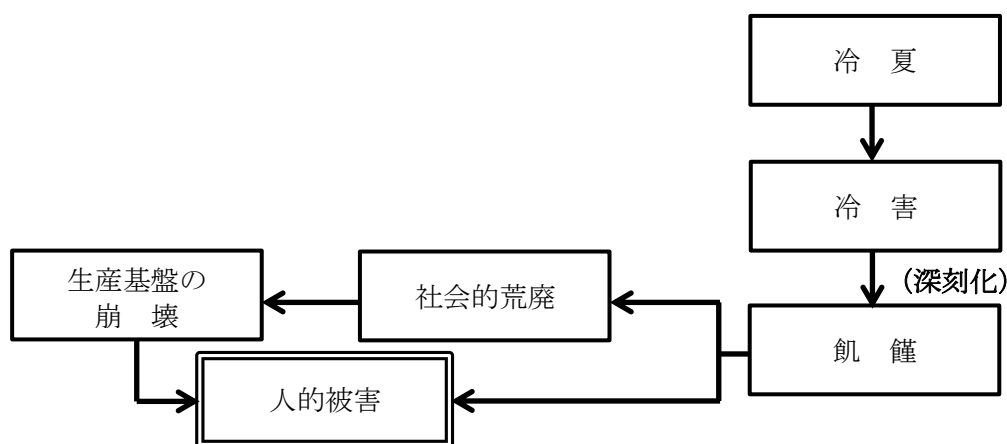 冷　夏
冷　害
(深刻化)
飢　饉
社会的荒廃
生産基盤の
崩　壊
人的被害